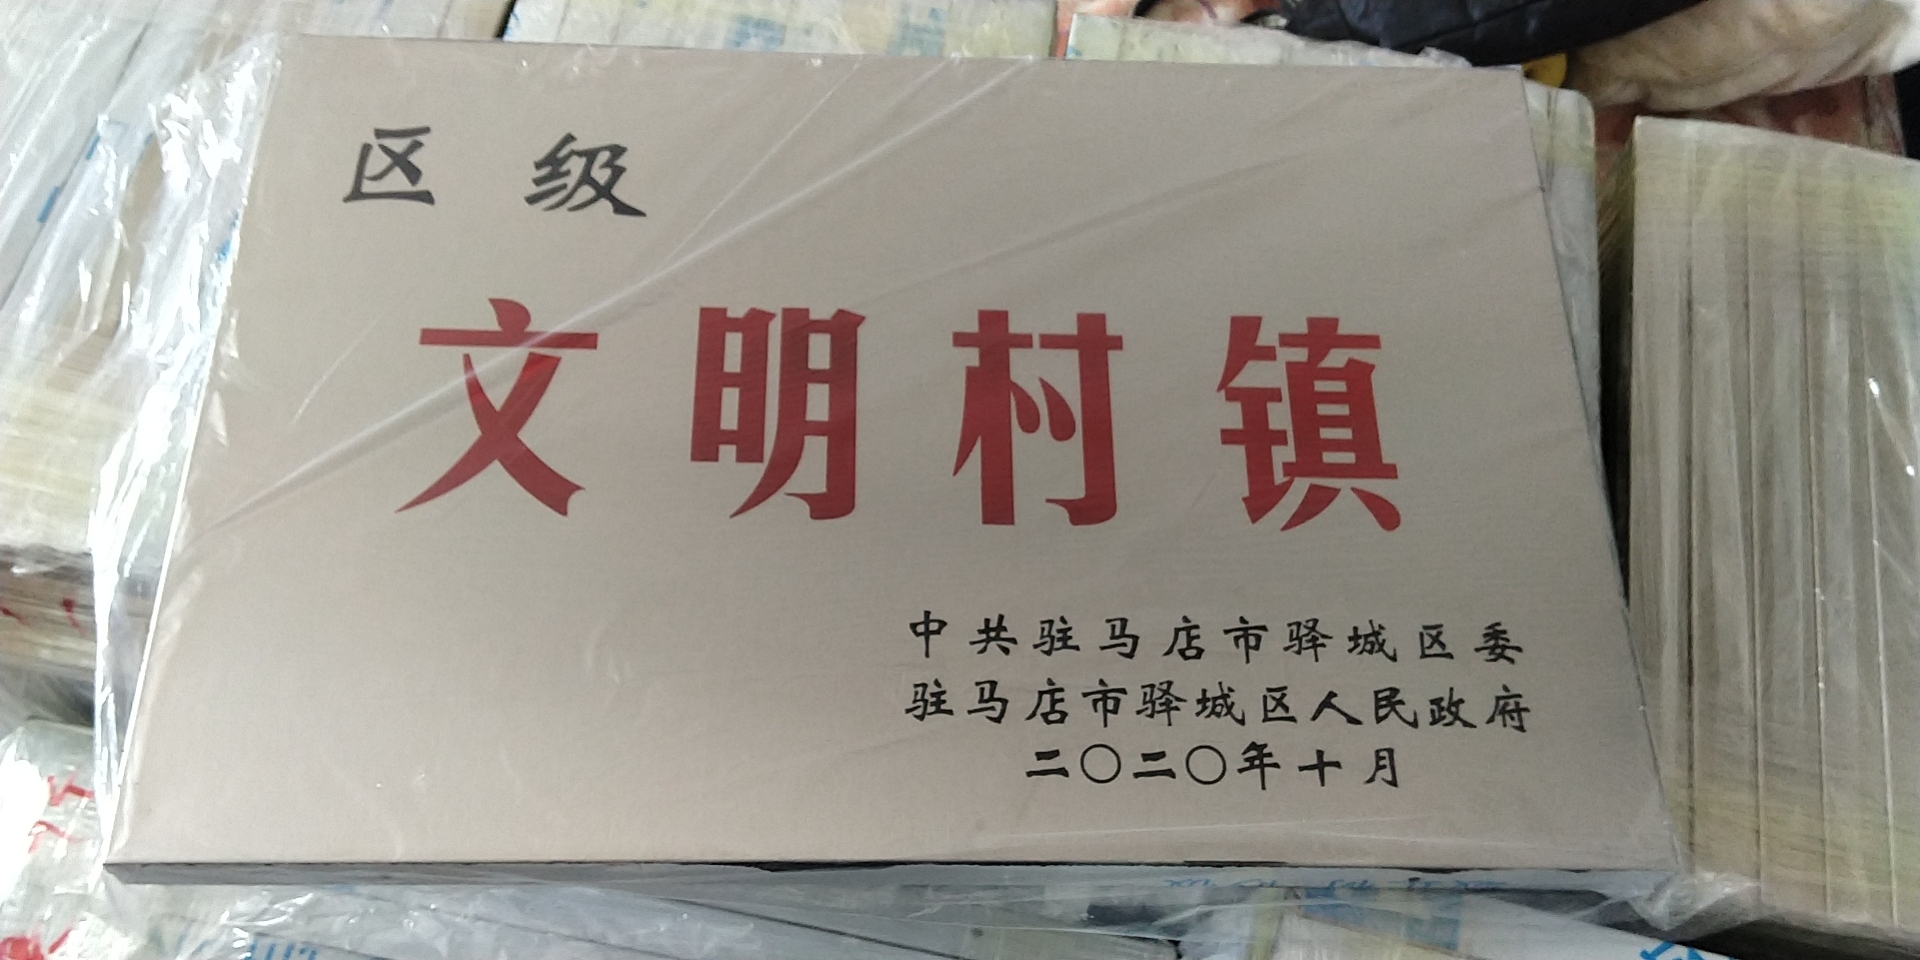 区级
文明村镇
中共驻马店市驿城区委
驻马店市驿城区人民政府
二〇二〇年十月